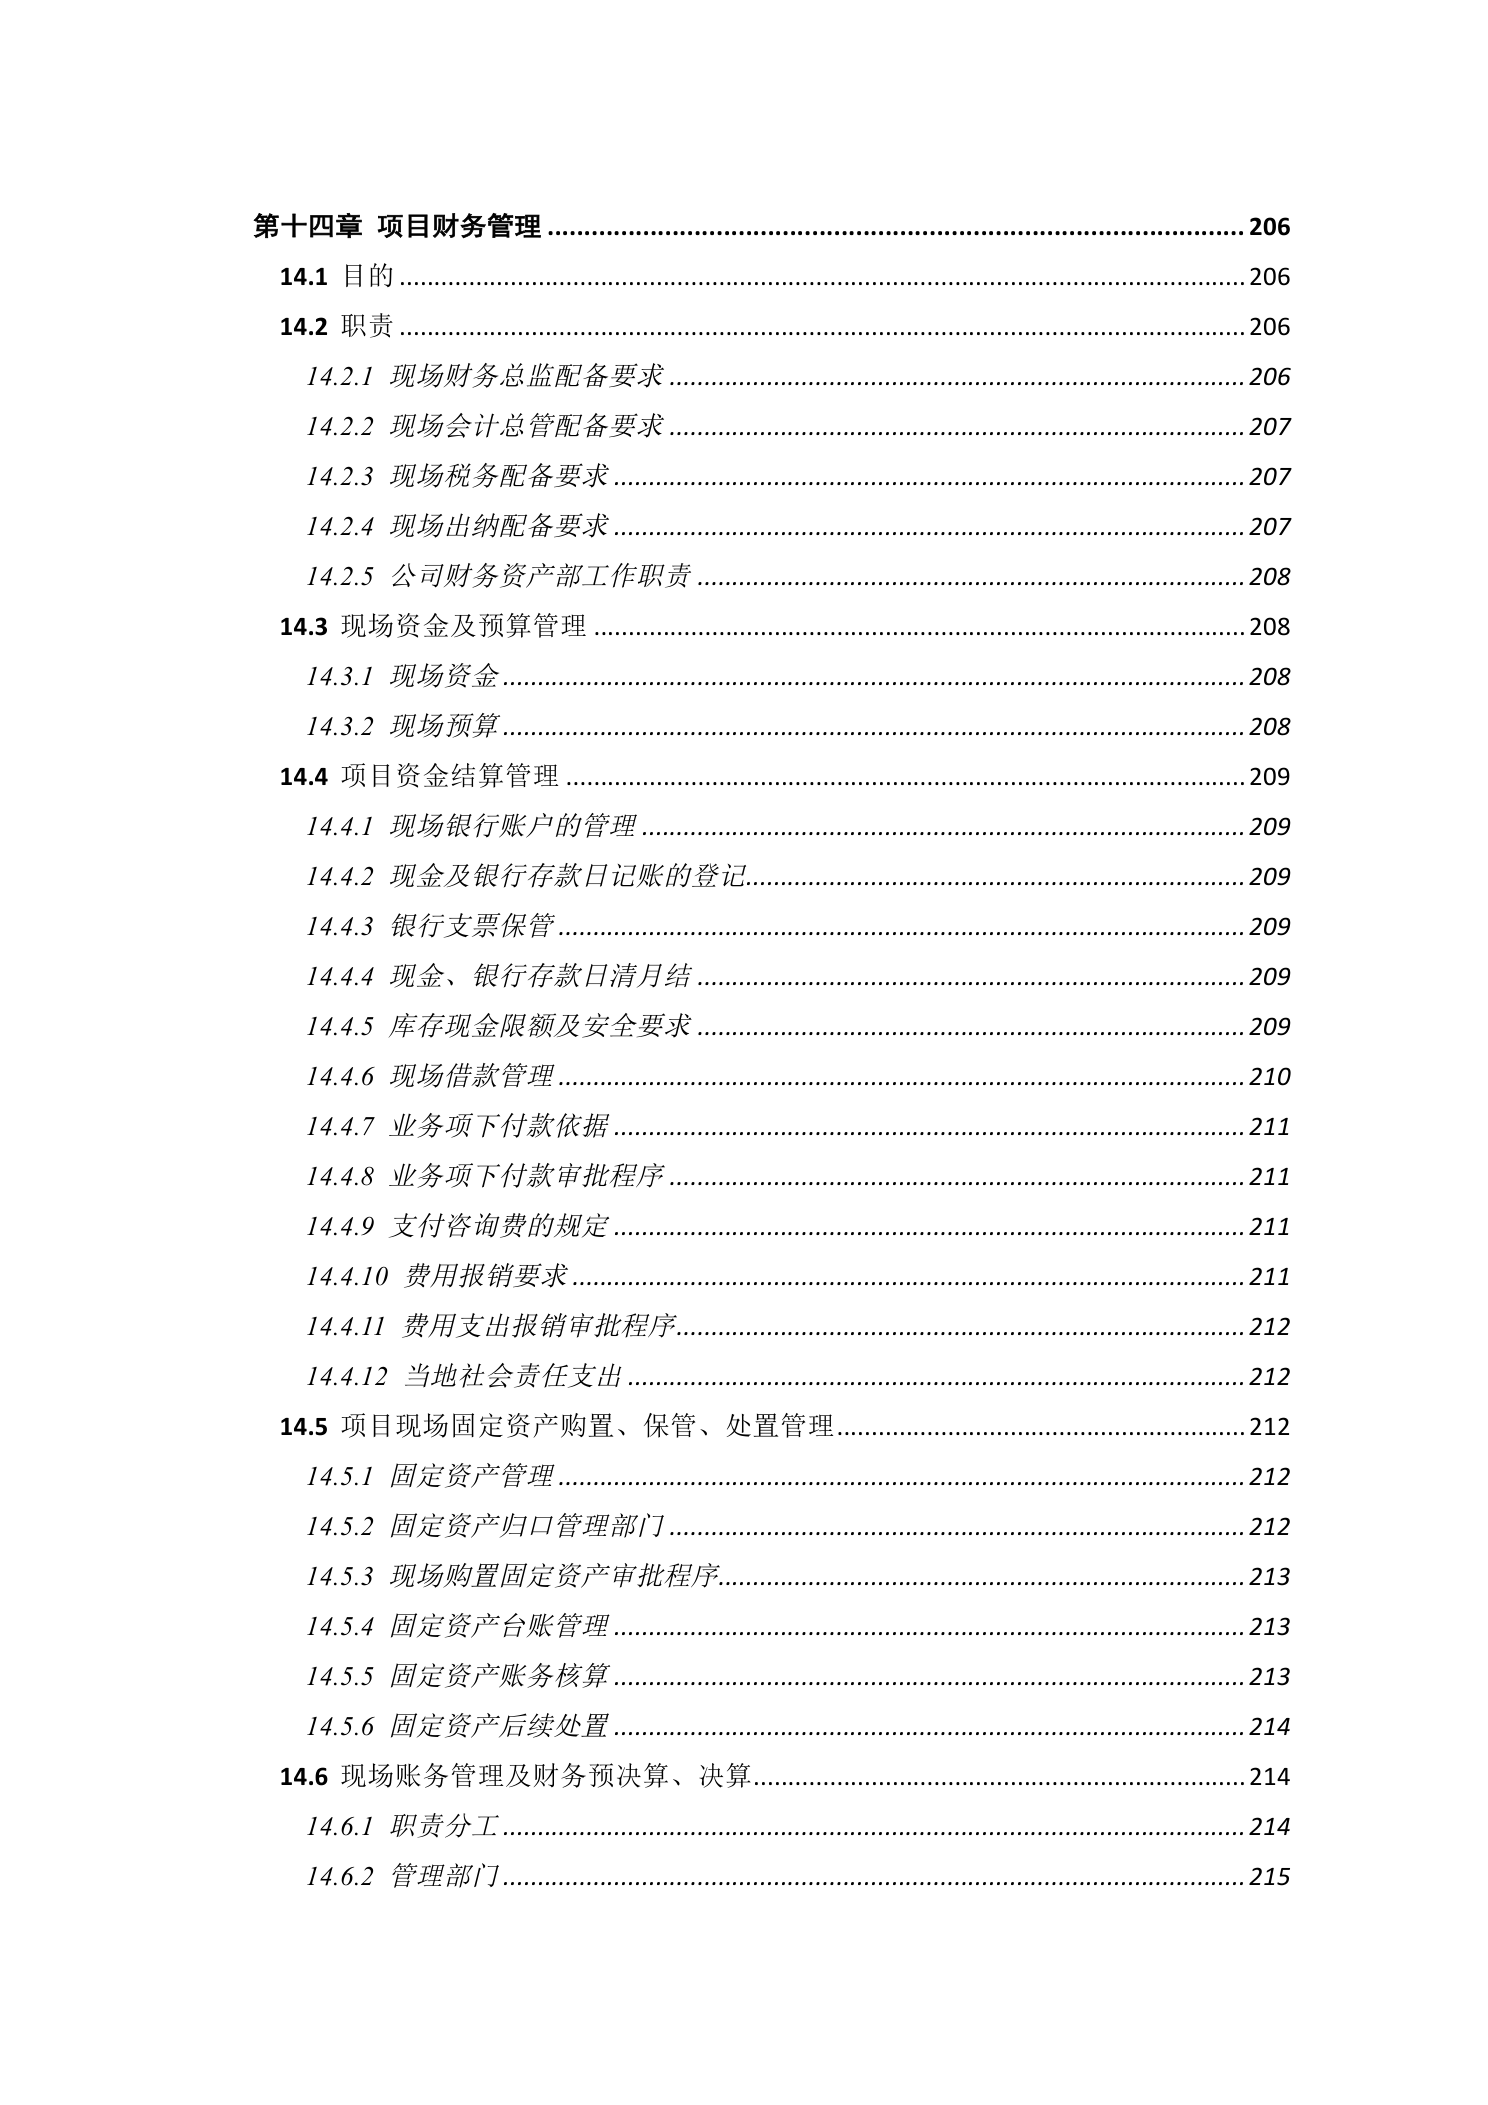 第十四章 项目财务管理........................................206
14.1 目的........................................206
14.2 职责........................................206
14.2.1 现场财务总监配备要求........................................206
14.2.2 现场会计总管配备要求........................................207
14.2.3 现场税务配备要求........................................207
14.2.4 现场出纳配备要求........................................207
14.2.5 公司财务资产部工作职责........................................208
14.3 现场资金及预算管理........................................208
14.3.1 现场资金........................................208
14.3.2 现场预算........................................208
14.4 项目资金结算管理........................................209
14.4.1 现场银行账户的管理........................................209
14.4.2 现金及银行存款日记账的登记........................................209
14.4.3 银行支票保管........................................209
14.4.4 现金、银行存款日清月结........................................209
14.4.5 库存现金限额及安全要求........................................209
14.4.6 现场借款管理........................................210
14.4.7 业务项下付款依据........................................211
14.4.8 业务项下付款审批程序........................................211
14.4.9 支付咨询费的规定........................................211
14.4.10 费用报销要求........................................211
14.4.11 费用支出报销审批程序........................................212
14.4.12 当地社会责任支出........................................212
14.5 项目现场固定资产购置、保管、处置管理........................................212
14.5.1 固定资产管理........................................212
14.5.2 固定资产归口管理部门........................................212
14.5.3 现场购置固定资产审批程序........................................213
14.5.4 固定资产台账管理........................................213
14.5.5 固定资产账务核算........................................213
14.5.6 固定资产后续处置........................................214
14.6 现场账务管理及财务预决算、决算........................................214
14.6.1 职责分工........................................214
14.6.2 管理部门........................................215